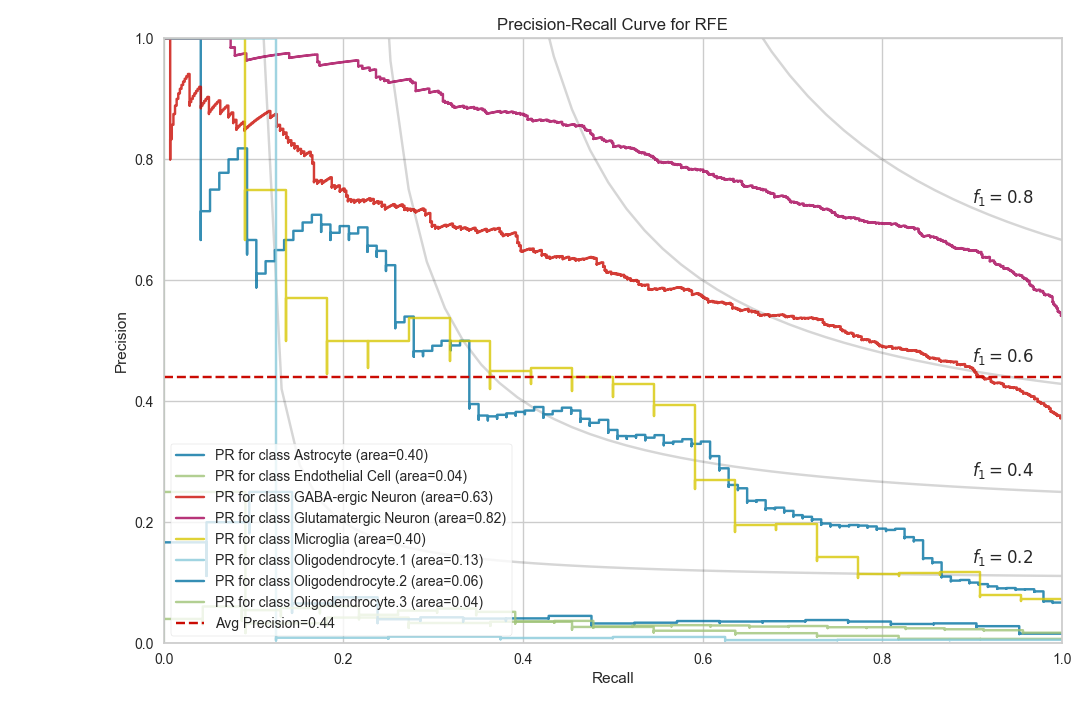 Precision-Recall Curve for RFE
1.0
0.8
0.6
0.4
0.2
0.0
Precision
f1 = 0.8
f1 = 0.6
f1 = 0.4
f1 = 0.2
PR for class Astrocyte (area=0.40)
PR for class Endothelial Cell (area=0.04)
PR for class GABA-ergic Neuron (area=0.63)
PR for class Glutamatergic Neuron (area=0.82)
PR for class Microglia (area=0.40)
PR for class Oligodendrocyte.1 (area=0.13)
PR for class Oligodendrocyte.2 (area=0.06)
PR for class Oligodendrocyte.3 (area=0.04)
Avg Precision=0.44
0.0 0.2 0.4 0.6 0.8 1.0
Recall